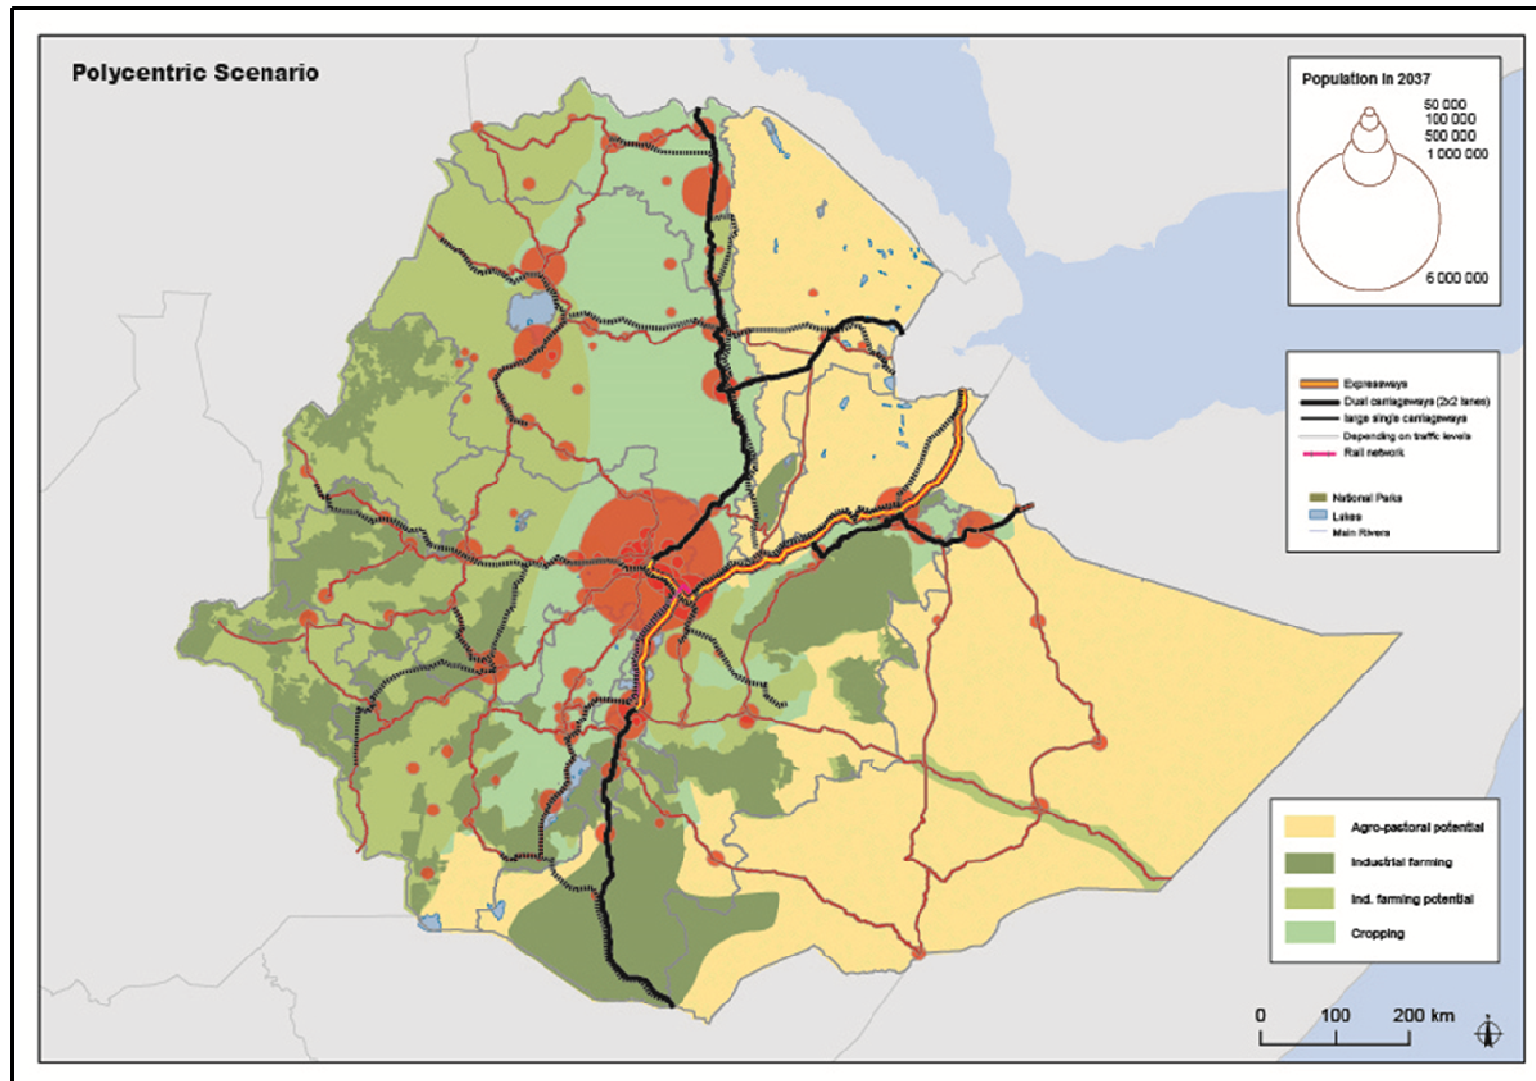 Polycentric Scenario
Population in 2037
50 000
100 000
500 000
1 000 000
6 000 000
Expressways
Dual carriageways (2x2 lanes)
large single carriageways
Depending on traffic levels
Rail network
National Parks
Lakes
Main Rivers
Agro-pastoral potential
Industrial farming
Ind. farming potential
Cropping
0 100 200 km